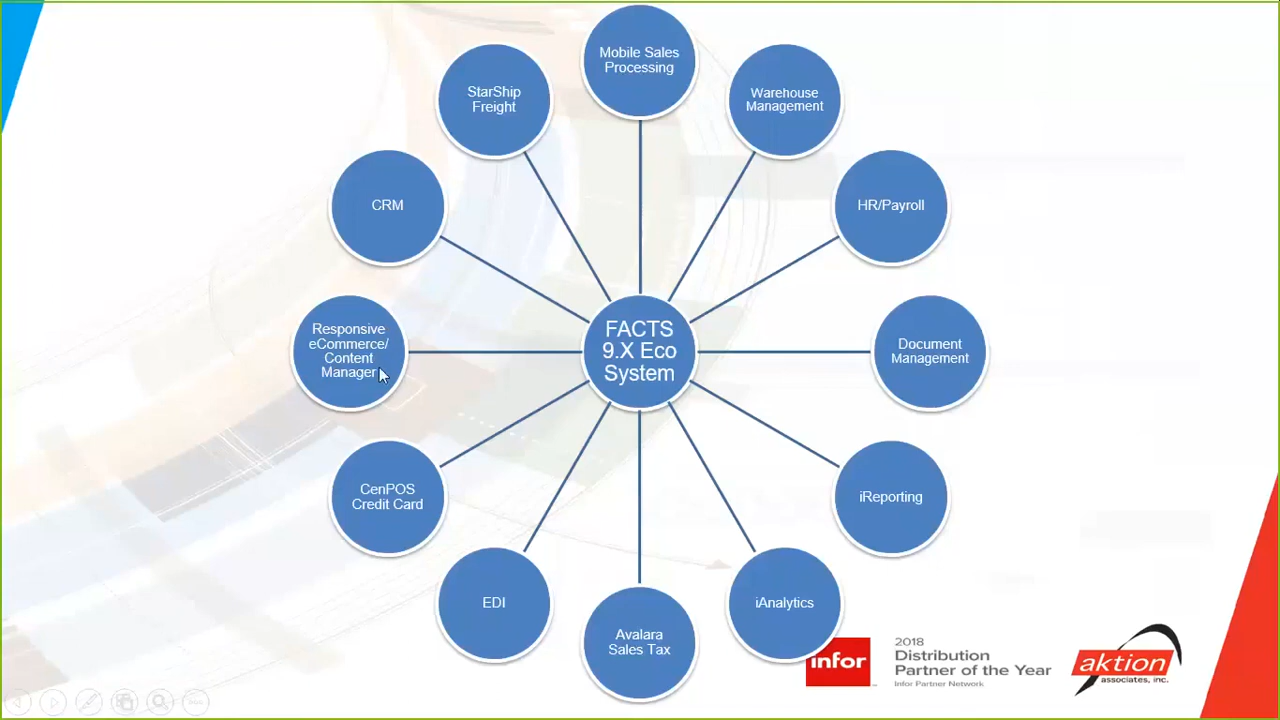 Mobile Sales
Processing
Warehouse
Management
HR/Payroll
Document
Management
iReporting
iAnalytics
Avalara
Sales Tax
EDI
CenPOS
Credit Card
Responsive
eCommerce/
Content
Manager
CRM
StarShip
Freight
FACTS
9.X Eco
System
infor
2018
Distribution
Partner of the Year
Infor Partner Network
aktion
associates, inc.